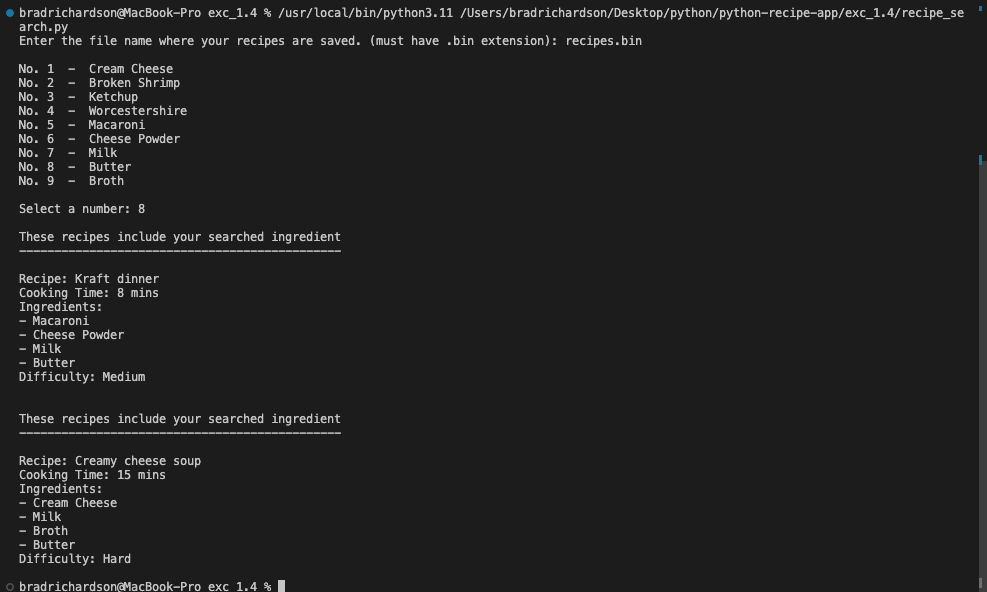 bradrichardson@MacBook-Pro exc_1.4 % /usr/local/bin/python3.11 /Users/bradrichardson/Desktop/python/python-recipe-app/exc_1.4/recipe_se
arch.py
Enter the file name where your recipes are saved. (must have .bin extension): recipes.bin
No. 1  -  Cream Cheese
No. 2  -  Broken Shrimp
No. 3  -  Ketchup
No. 4  -  Worcestershire
No. 5  -  Macaroni
No. 6  -  Cheese Powder
No. 7  -  Milk
No. 8  -  Butter
No. 9  -  Broth
Select a number: 8
These recipes include your searched ingredient
----------------------------------------------
Recipe: Kraft dinner
Cooking Time: 8 mins
Ingredients:
- Macaroni
- Cheese Powder
- Milk
- Butter
Difficulty: Medium
These recipes include your searched ingredient
----------------------------------------------
Recipe: Creamy cheese soup
Cooking Time: 15 mins
Ingredients:
- Cream Cheese
- Milk
- Broth
- Butter
Difficulty: Hard
bradrichardson@MacBook-Pro exc_1.4 %